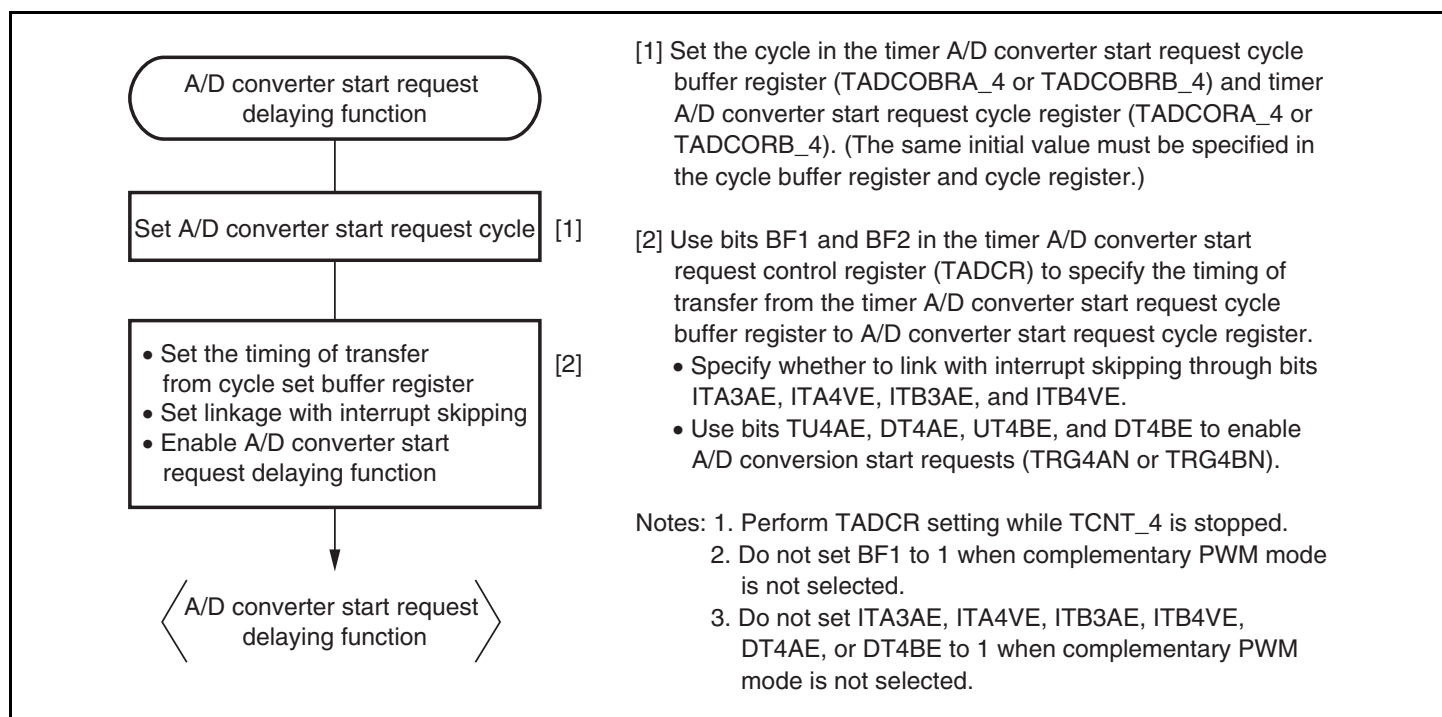 A/D converter start request
delaying function
Set A/D converter start request cycle
[1]
• Set the timing of transfer
from cycle set buffer register
• Set linkage with interrupt skipping
• Enable A/D converter start
request delaying function
[2]
A/D converter start request
delaying function
[1] Set the cycle in the timer A/D converter start request cycle
buffer register (TADCOBRA_4 or TADCOBRB_4) and timer
A/D converter start request cycle register (TADCORA_4 or
TADCORB_4). (The same initial value must be specified in
the cycle buffer register and cycle register.)
[2] Use bits BF1 and BF2 in the timer A/D converter start
request control register (TADCR) to specify the timing of
transfer from the timer A/D converter start request cycle
buffer register to A/D converter start request cycle register.
• Specify whether to link with interrupt skipping through bits
ITA3AE, ITA4VE, ITB3AE, and ITB4VE.
• Use bits TU4AE, DT4AE, UT4BE, and DT4BE to enable
A/D conversion start requests (TRG4AN or TRG4BN).
Notes: 1. Perform TADCR setting while TCNT_4 is stopped.
2. Do not set BF1 to 1 when complementary PWM mode
is not selected.
3. Do not set ITA3AE, ITA4VE, ITB3AE, ITB4VE,
DT4AE, or DT4BE to 1 when complementary PWM
mode is not selected.